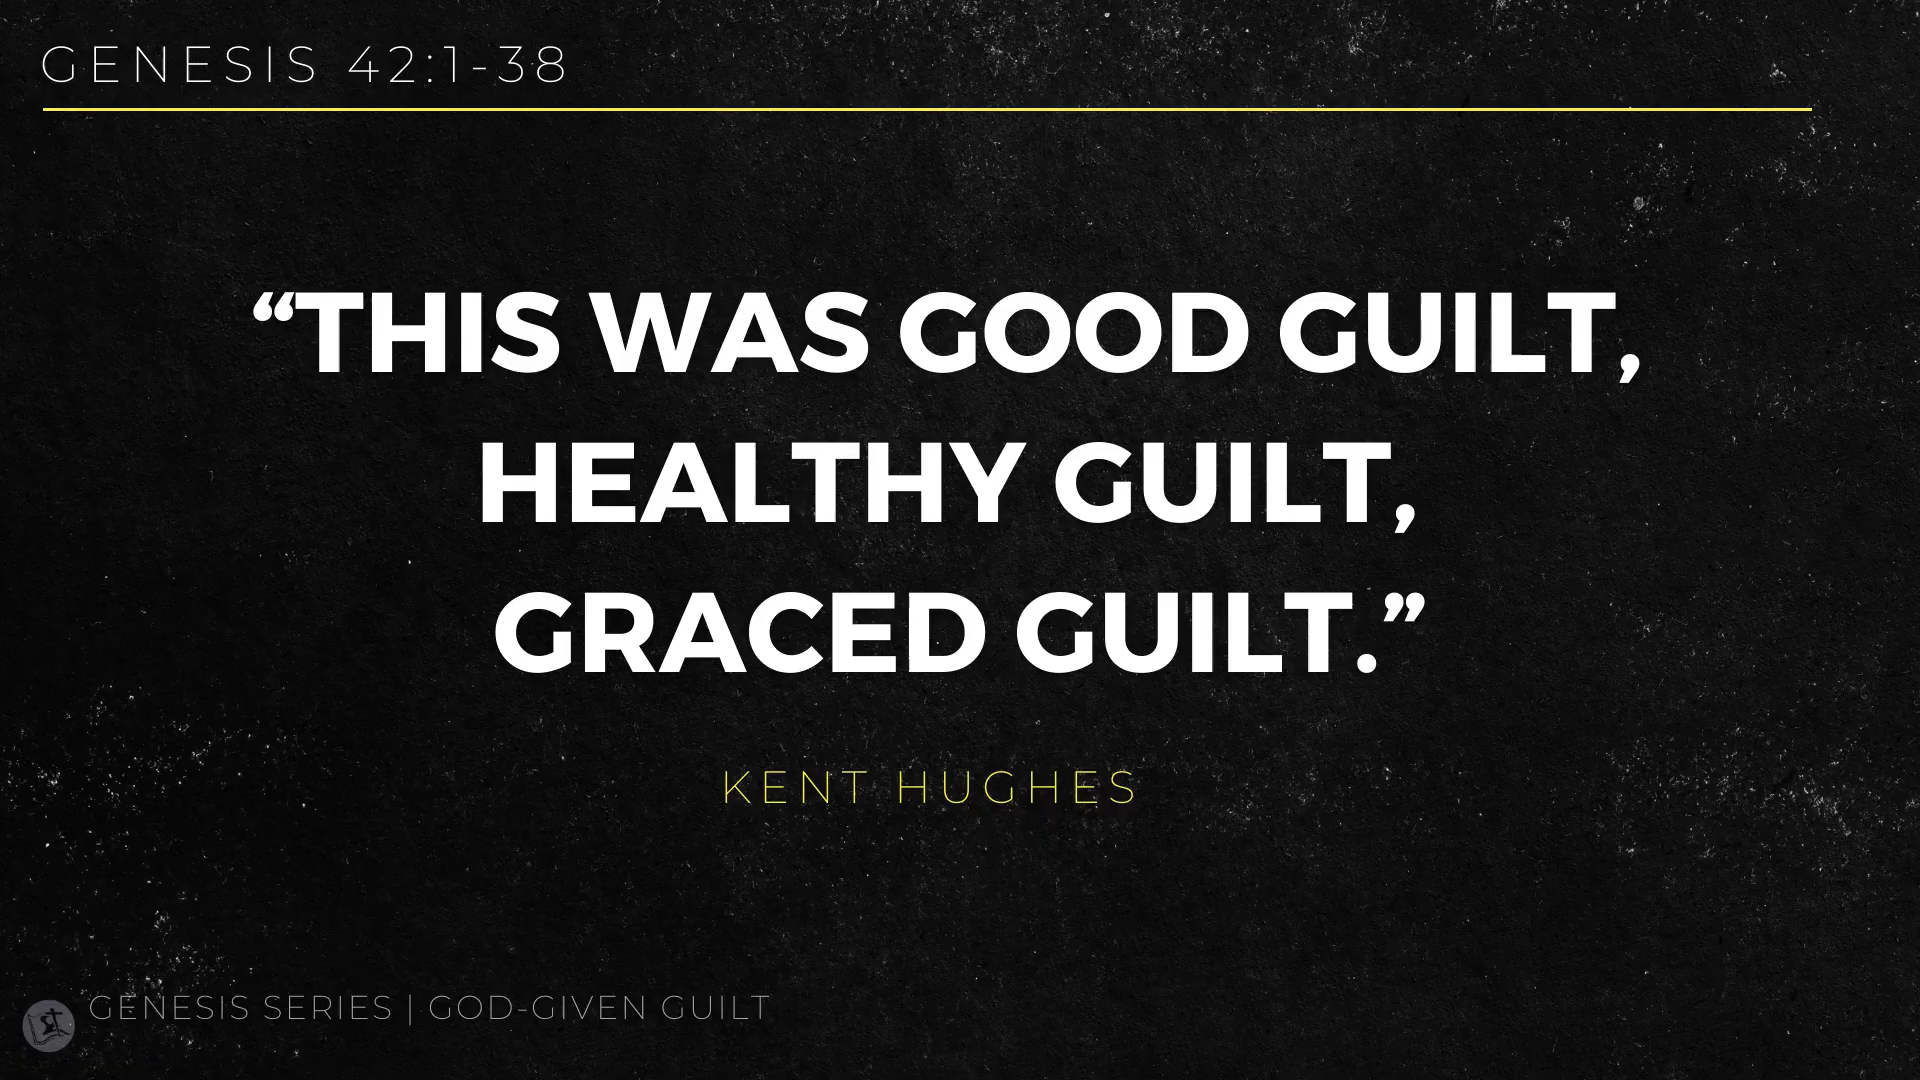 GENESIS 42:1-38
“THIS WAS GOOD GUILT,
HEALTHY GUILT,
GRACED GUILT.”
KENT HUGHES
GENESIS SERIES | GOD-GIVEN GUILT